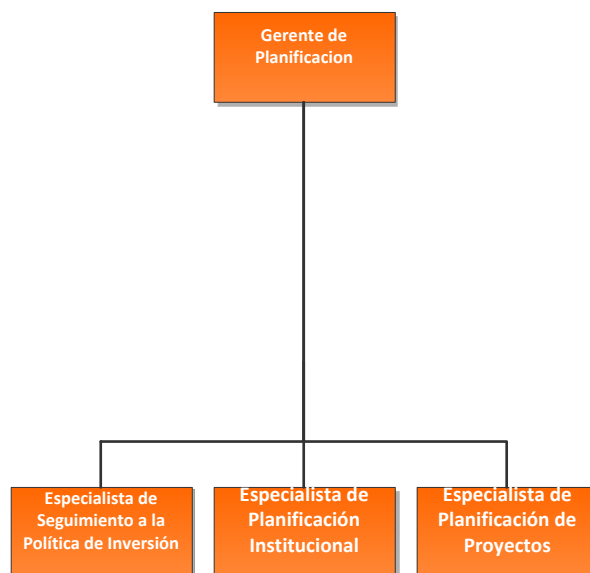 Gerente de
Planificacion
Especialista de
Seguimiento a la
Política de Inversión
Especialista de
Planificación
Institucional
Especialista de
Planificación de
Proyectos